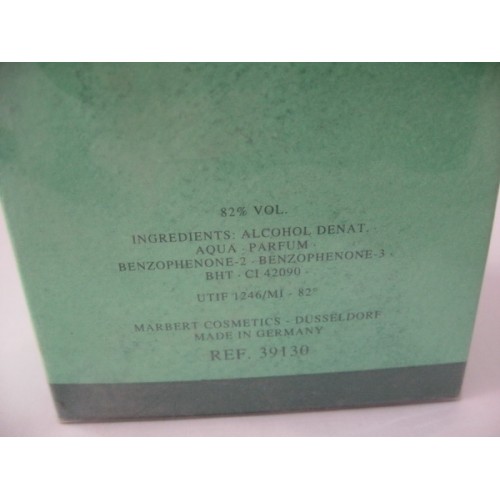 82% VOL.
INGREDIENTS: ALCOHOL DENAT.
AQUA - PARFUM -
BENZOPHENONE-2 - BENZOPHENONE-3 -
BHT - CI 42090 -
UTIF 1246/MI - 82°
MARBERT COSMETICS - DÜSSELDORF
MADE IN GERMANY
REF. 39130